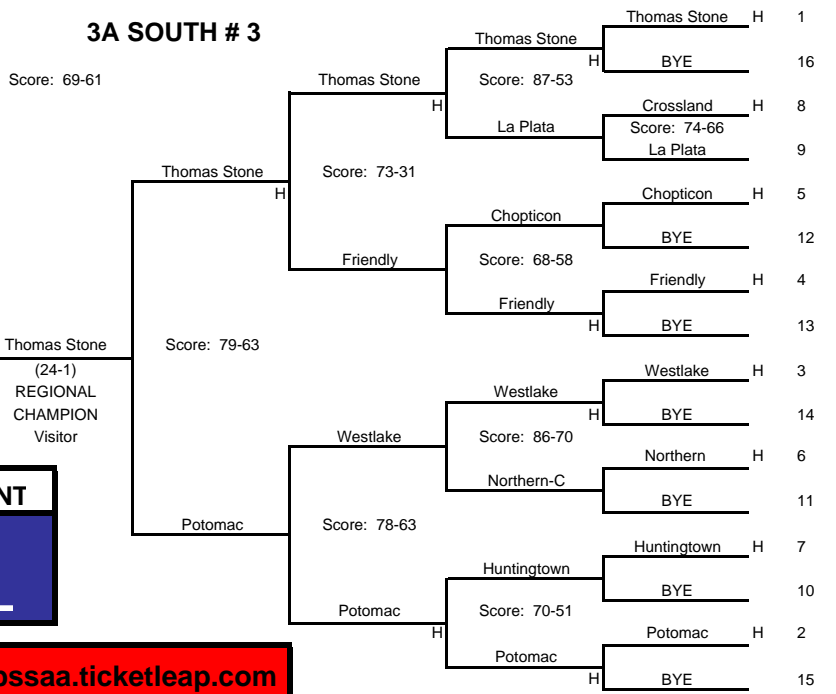 3A SOUTH # 3
Score: 69-61
Thomas Stone H 1
Thomas Stone
H BYE 16
Thomas Stone Score: 87-53
H Crossland H 8
La Plata Score: 74-66
La Plata 9
Thomas Stone Score: 73-31
H Chopticon H 5
Chopticon
BYE 12
Friendly Score: 68-58
Friendly H 4
Friendly
H BYE 13
Thomas Stone Score: 79-63
(24-1)
REGIONAL
CHAMPION
Visitor
Westlake H 3
Westlake
H BYE 14
Westlake Score: 86-70
Northern H 6
Northern-C
BYE 11
NT
Potomac Score: 78-63
Huntingtown H 7
Huntingtown
BYE 10
Potomac Score: 70-51
H Potomac H 2
Potomac
H BYE 15
ossaa.ticketleap.com